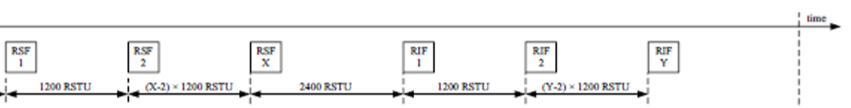 time
RSF
1
RSF
2
RSF
X
RIF
1
RIF
2
RIF
Y
1200 RSTU
(X-2) × 1200 RSTU
2400 RSTU
1200 RSTU
(Y-2) × 1200 RSTU